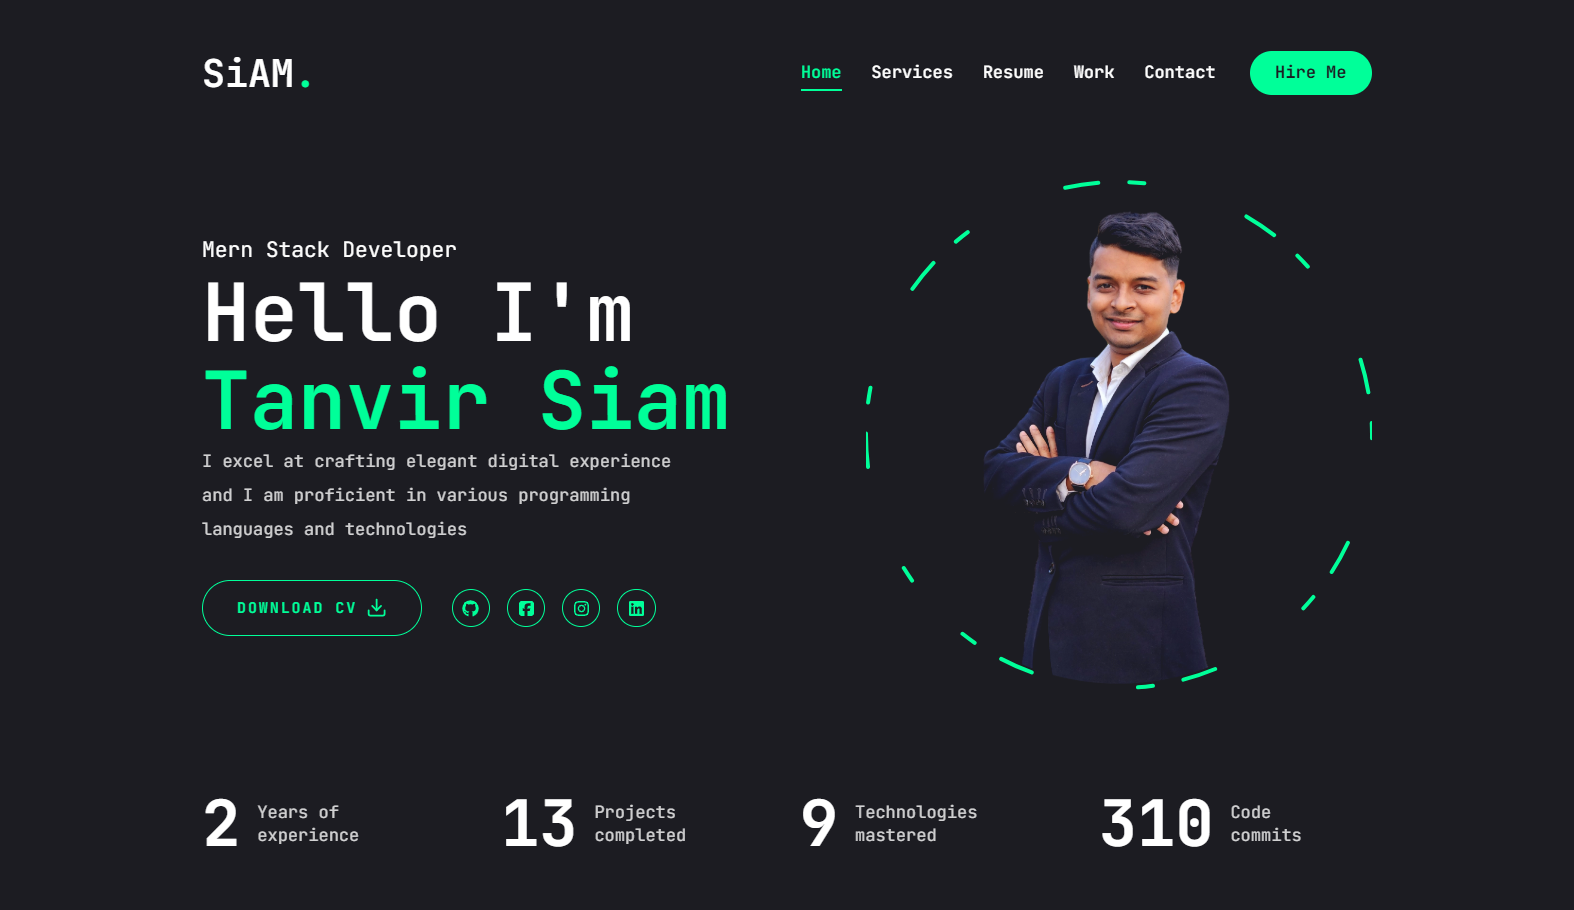 SiAM.
Home Services Resume Work Contact Hire Me
Mern Stack Developer
Hello I'm
Tanvir Siam
I excel at crafting elegant digital experience
and I am proficient in various programming
languages and technologies
DOWNLOAD CV
2 Years of
experience
13 Projects
completed
9 Technologies
mastered
310 Code
commits